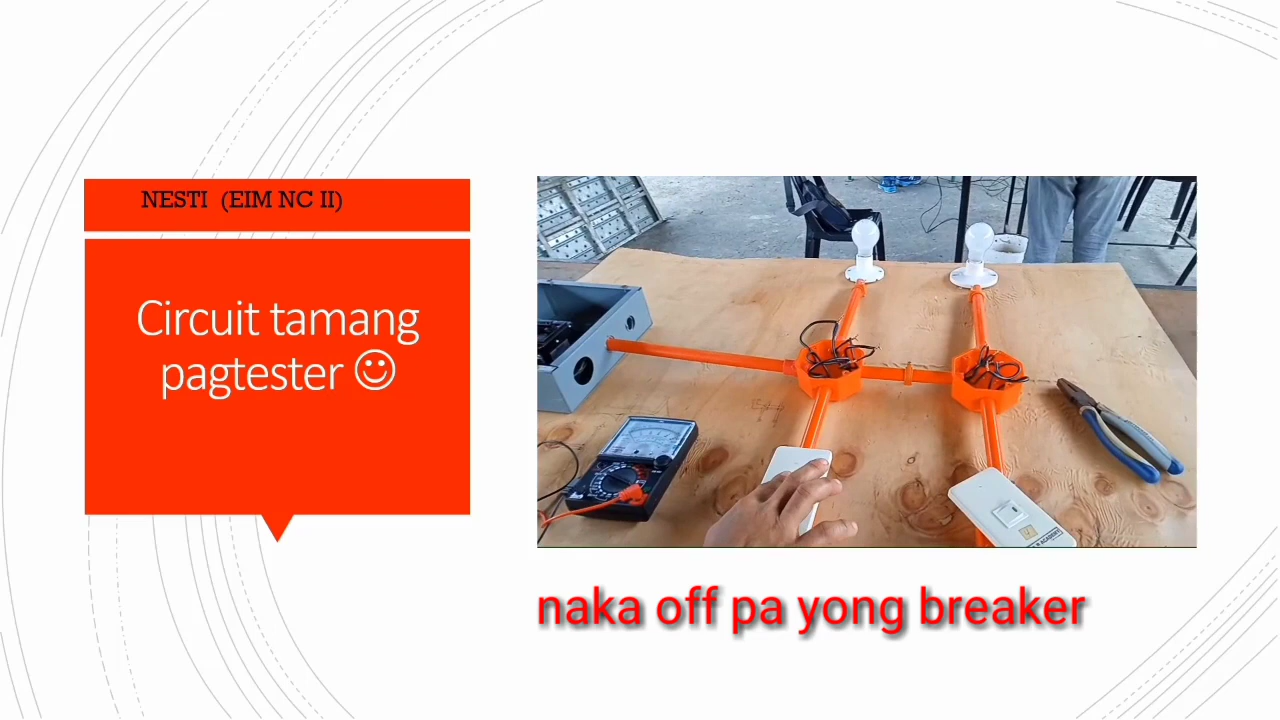 NESTI (EIM NC II)
Circuit tamang
pagtester ☺
naka off pa yong breaker